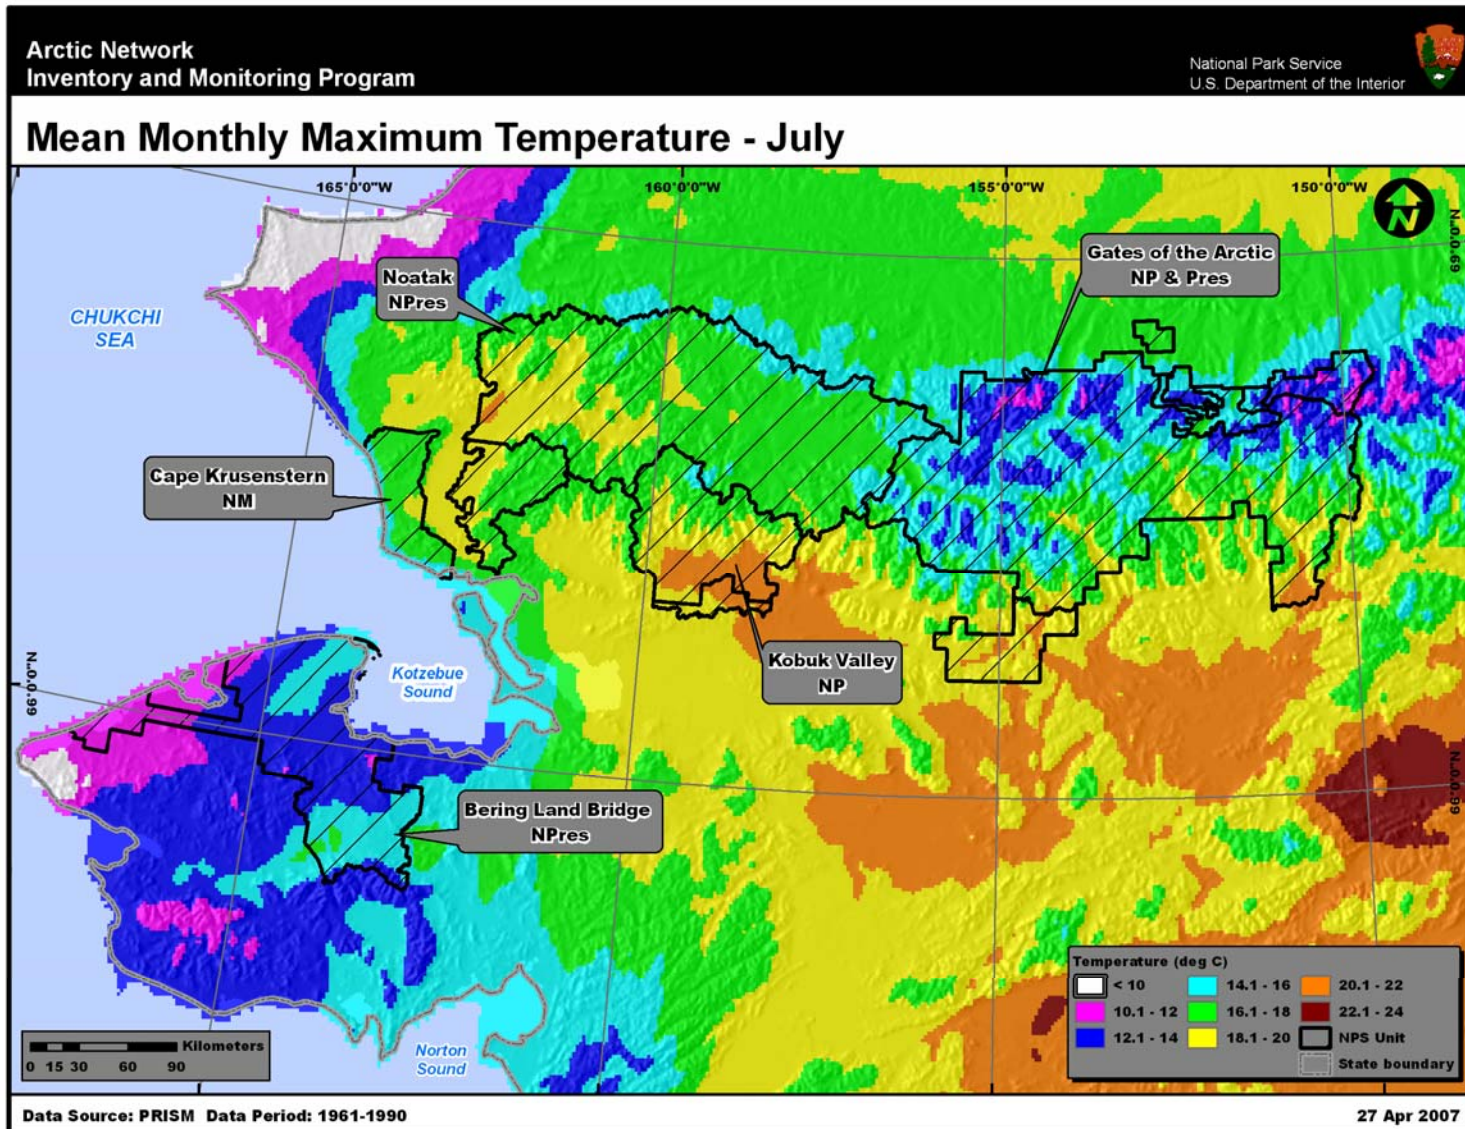 Arctic Network
Inventory and Monitoring Program
National Park Service
U.S. Department of the Interior
Mean Monthly Maximum Temperature - July
165°0'0"W
160°0'0"W
155°0'0"W
150°0'0"W
N
69°0'0"N
Gates of the Arctic
NP & Pres
Noatak
NPres
CHUKCHI
SEA
Cape Krusenstern
NM
Kobuk Valley
NP
Kotzebue
Sound
66°0'0"N
66°0'0"N
Bering Land Bridge
NPres
Norton
Sound
Temperature (deg C)
< 10
14.1 - 16
20.1 - 22
10.1 - 12
16.1 - 18
22.1 - 24
12.1 - 14
18.1 - 20
NPS Unit
State boundary
Kilometers
0 15 30 60 90
Data Source: PRISM Data Period: 1961-1990
27 Apr 2007